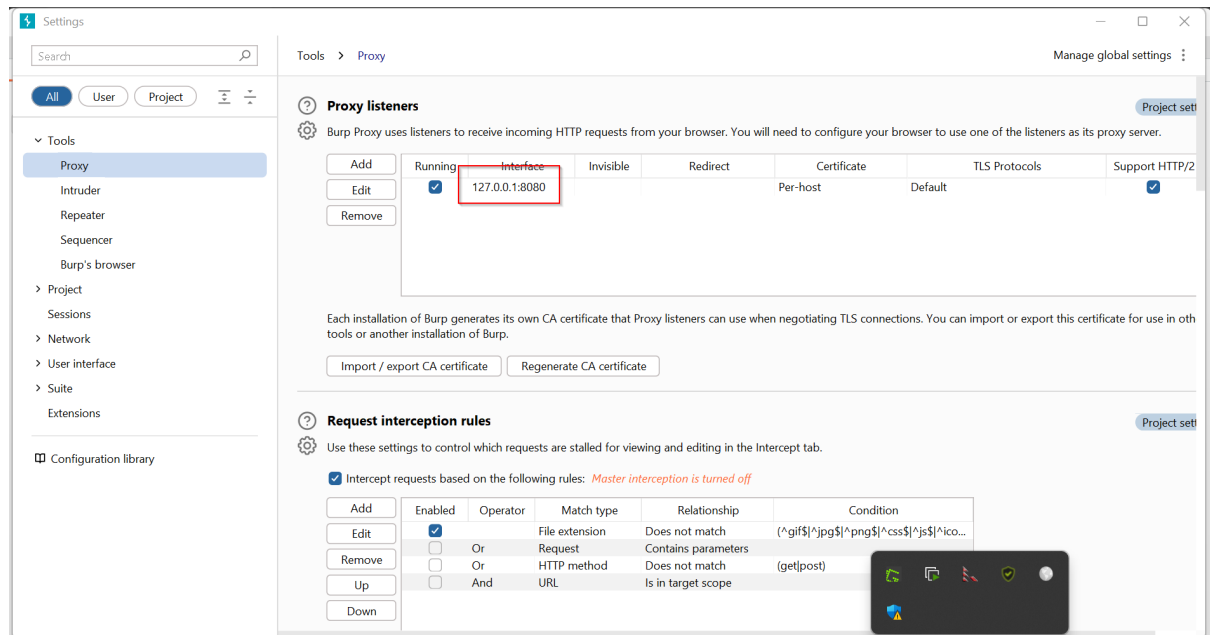 Settings
Search
All User Project
Tools
Proxy
Intruder
Repeater
Sequencer
Burp's browser
Project
Sessions
Network
User interface
Suite
Extensions
Configuration library
Tools > Proxy
Manage global settings
Proxy listeners
Project sett
Burp Proxy uses listeners to receive incoming HTTP requests from your browser. You will need to configure your browser to use one of the listeners as its proxy server.
Add
Edit
Remove
Running Interface Invisible Redirect Certificate TLS Protocols Support HTTP/2
127.0.0.1:8080 Per-host Default
Each installation of Burp generates its own CA certificate that Proxy listeners can use when negotiating TLS connections. You can import or export this certificate for use in oth
tools or another installation of Burp.
Import / export CA certificate Regenerate CA certificate
Request interception rules
Project sett
Use these settings to control which requests are stalled for viewing and editing in the Intercept tab.
Intercept requests based on the following rules: Master interception is turned off
Add
Edit
Remove
Up
Down
Enabled Operator Match type Relationship Condition
File extension Does not match (^gif$|^jpg$|^png$|^css$|^js$|^ico...
Or Request Contains parameters
Or HTTP method Does not match (get|post)
And URL Is in target scope